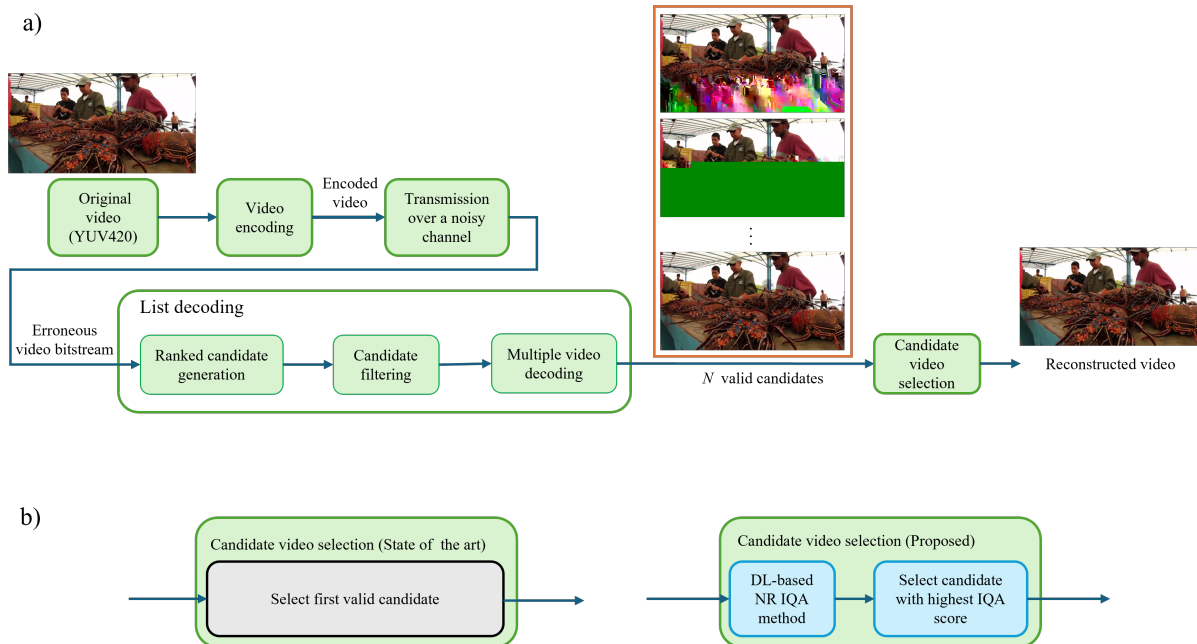 a)
Original
video
(YUV420)
Video
encoding
Encoded
video
Transmission
over a noisy
channel
Erroneous
video bitstream
List decoding
Ranked candidate
generation
Candidate
filtering
Multiple video
decoding
N valid candidates
Candidate
video
selection
Reconstructed video
b)
Candidate video selection (State of the art)
Select first valid candidate
Candidate video selection (Proposed)
DL-based
NR IQA
method
Select candidate
with highest IQA
score